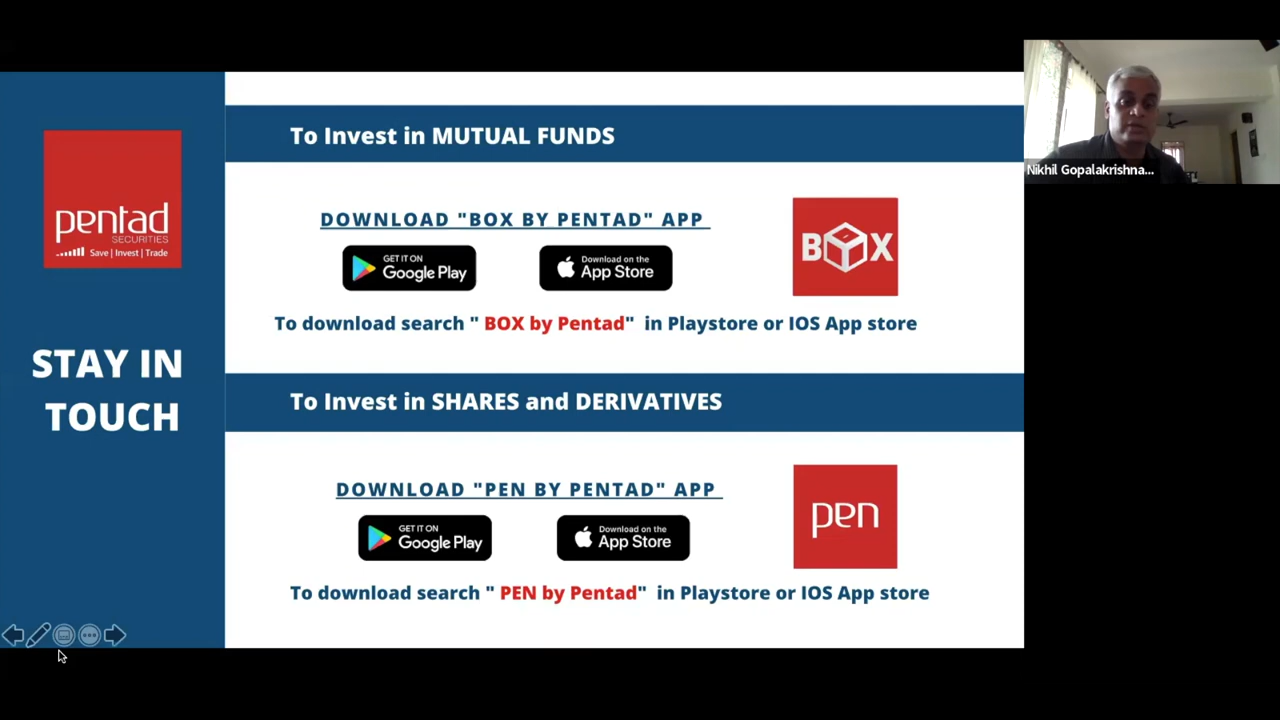 pentad
SECURITIES
Save | Invest | Trade
STAY IN
TOUCH
To Invest in MUTUAL FUNDS
DOWNLOAD "BOX BY PENTAD" APP
GET IT ON
Google Play
Download on the
App Store
BOX
To download search " BOX by Pentad" in Playstore or IOS App store
To Invest in SHARES and DERIVATIVES
DOWNLOAD "PEN BY PENTAD" APP
GET IT ON
Google Play
Download on the
App Store
pen
To download search " PEN by Pentad" in Playstore or IOS App store
Nikhil Gopalakrishna...